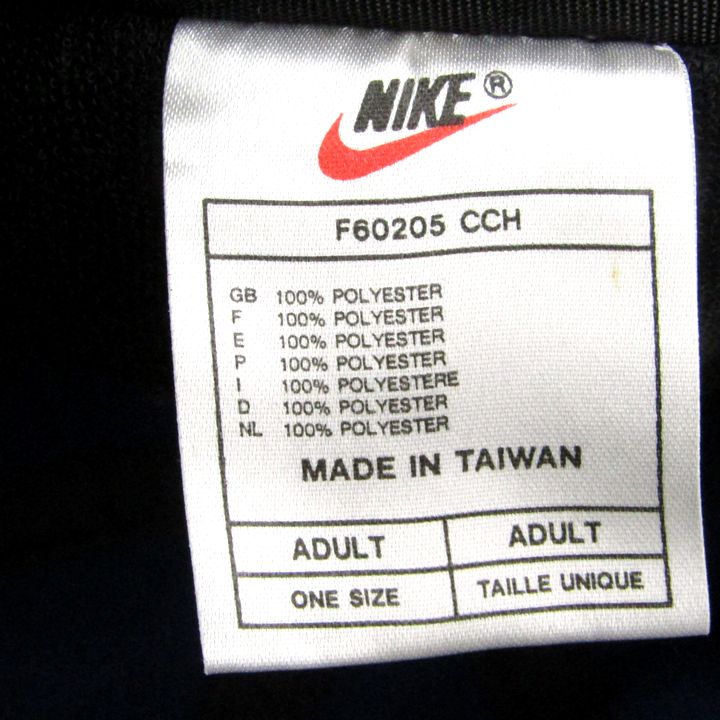 NIKE®
F60205 CCH
GB 100% POLYESTER
F 100% POLYESTER
E 100% POLYESTER
P 100% POLYESTER
I 100% POLYESTERE
D 100% POLYESTER
NL 100% POLYESTER
MADE IN TAIWAN
ADULT ADULT
ONE SIZE TAILLE UNIQUE